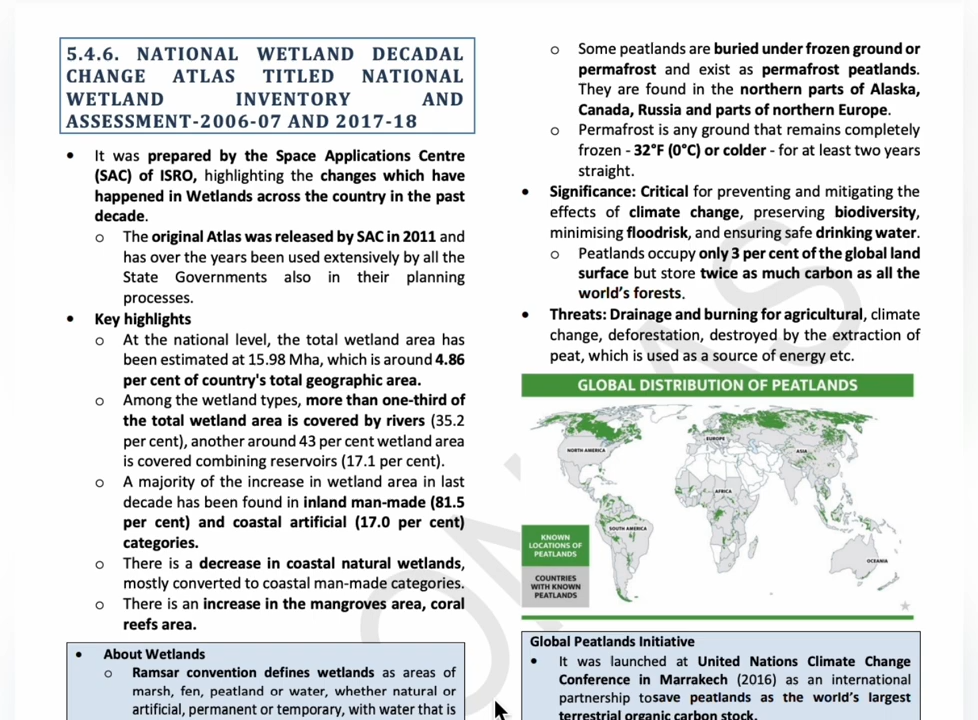 5.4.6. NATIONAL WETLAND DECADAL
CHANGE ATLAS TITLED NATIONAL
WETLAND INVENTORY AND
ASSESSMENT-2006-07 AND 2017-18
• It was prepared by the Space Applications Centre
(SAC) of ISRO, highlighting the changes which have
happened in Wetlands across the country in the past
decade.
o The original Atlas was released by SAC in 2011 and
has over the years been used extensively by all the
State Governments also in their planning
processes.
• Key highlights
o At the national level, the total wetland area has
been estimated at 15.98 Mha, which is around 4.86
per cent of country's total geographic area.
o Among the wetland types, more than one-third of
the total wetland area is covered by rivers (35.2
per cent), another around 43 per cent wetland area
is covered combining reservoirs (17.1 per cent).
o A majority of the increase in wetland area in last
decade has been found in inland man-made (81.5
per cent) and coastal artificial (17.0 per cent)
categories.
o There is a decrease in coastal natural wetlands,
mostly converted to coastal man-made categories.
o There is an increase in the mangroves area, coral
reefs area.
• About Wetlands
o Ramsar convention defines wetlands as areas of
marsh, fen, peatland or water, whether natural or
artificial, permanent or temporary, with water that is
o Some peatlands are buried under frozen ground or
permafrost and exist as permafrost peatlands.
They are found in the northern parts of Alaska,
Canada, Russia and parts of northern Europe.
o Permafrost is any ground that remains completely
frozen - 32°F (0°C) or colder - for at least two years
straight.
• Significance: Critical for preventing and mitigating the
effects of climate change, preserving biodiversity,
minimising floodrisk, and ensuring safe drinking water.
o Peatlands occupy only 3 per cent of the global land
surface but store twice as much carbon as all the
world's forests.
• Threats: Drainage and burning for agricultural, climate
change, deforestation, destroyed by the extraction of
peat, which is used as a source of energy etc.
GLOBAL DISTRIBUTION OF PEATLANDS
NORTH AMERICA
EUROPE
ASIA
AFRICA
SOUTH AMERICA
OCEANIA
KNOWN
LOCATIONS OF
PEATLANDS
COUNTRIES
WITH KNOWN
PEATLANDS
Global Peatlands Initiative
• It was launched at United Nations Climate Change
Conference in Marrakech (2016) as an international
partnership tosave peatlands as the world's largest
terrestrial organic carbon stock.